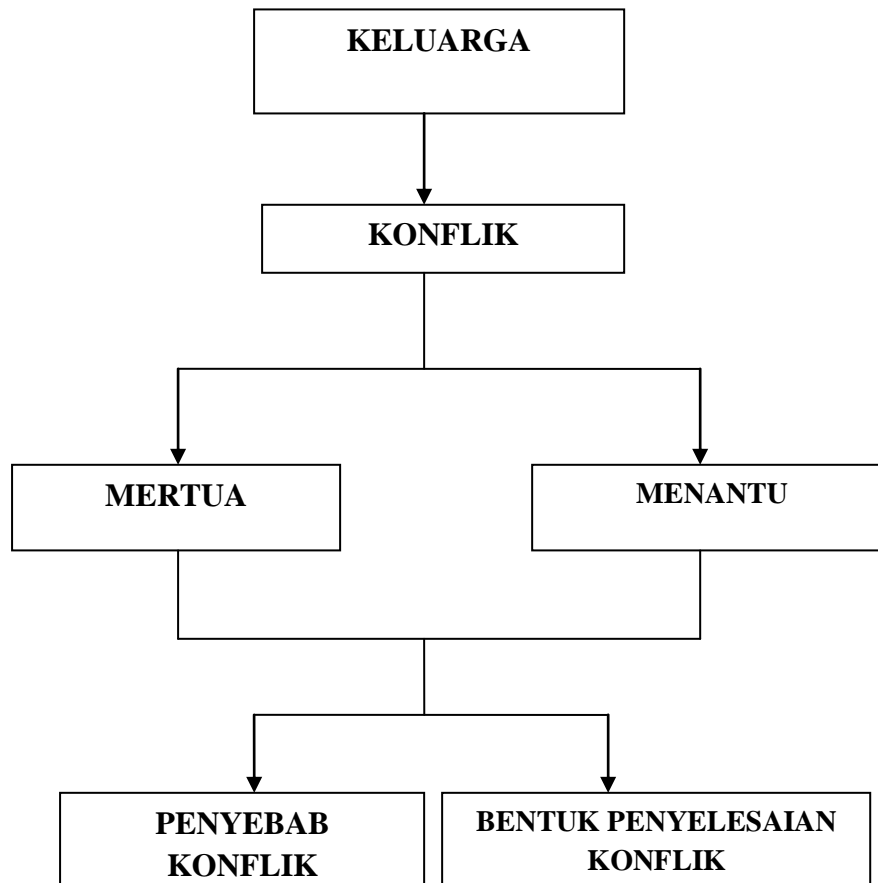 KELUARGA
KONFLIK
MERTUA
MENANTU
PENYEBAB
KONFLIK
BENTUK PENYELESAIAN
KONFLIK